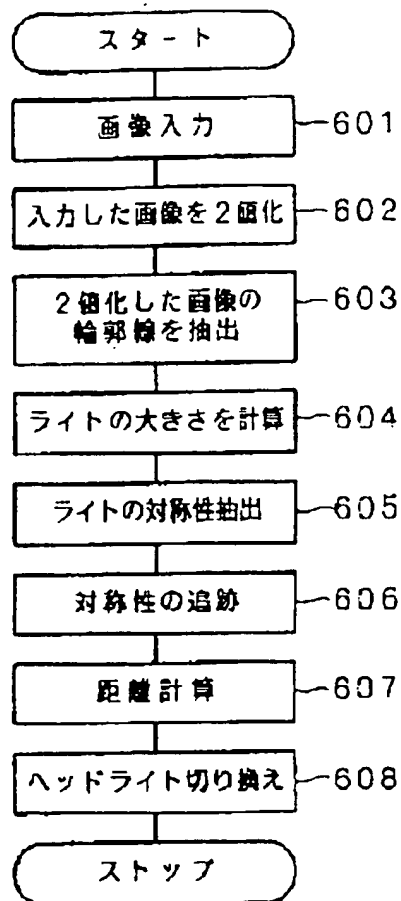 スタート
画像入力 601
入力した画像を2値化 602
2値化した画像の 603
輪郭線を抽出
ライトの大きさを計算 604
ライトの対称性抽出 605
対称性の追跡 606
距離計算 607
ヘッドライト切り換え 608
ストップ